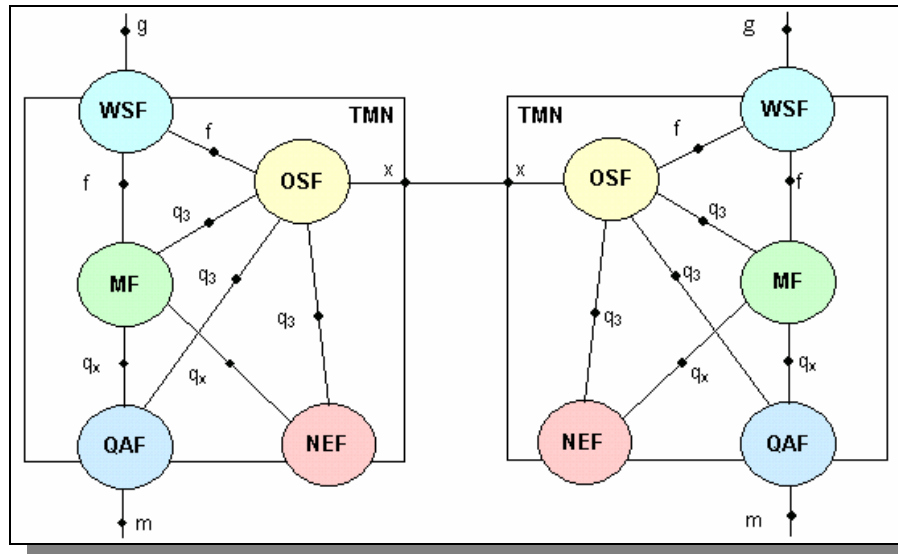 g g
WSF WSF
TMN TMN
f f
OSF x x OSF
f f
q₃ q₃
MF MF
q₃ q₃
q₃ q₃
qₓ qₓ qₓ qₓ
QAF NEF NEF QAF
m m